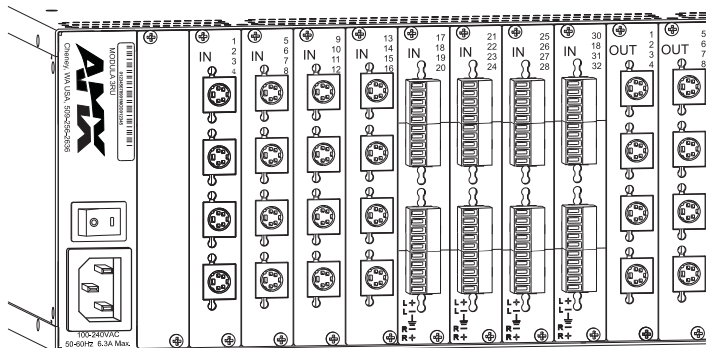 AMX
MODULA 3RU
Cheney, WA USA, 509-256-2636
100-240VAC
50-60Hz 6.3A Max.
IN
1
2
3
4
IN
5
6
7
8
IN
9
10
11
12
IN
13
14
15
16
IN
17
18
19
20
IN
21
22
23
24
IN
25
26
27
28
IN
30
18
31
32
OUT
1
2
3
4
OUT
5
6
7
8
L +
L −
R −
R +
L +
L −
R −
R +
L +
L −
R −
R +
L +
L −
R −
R +